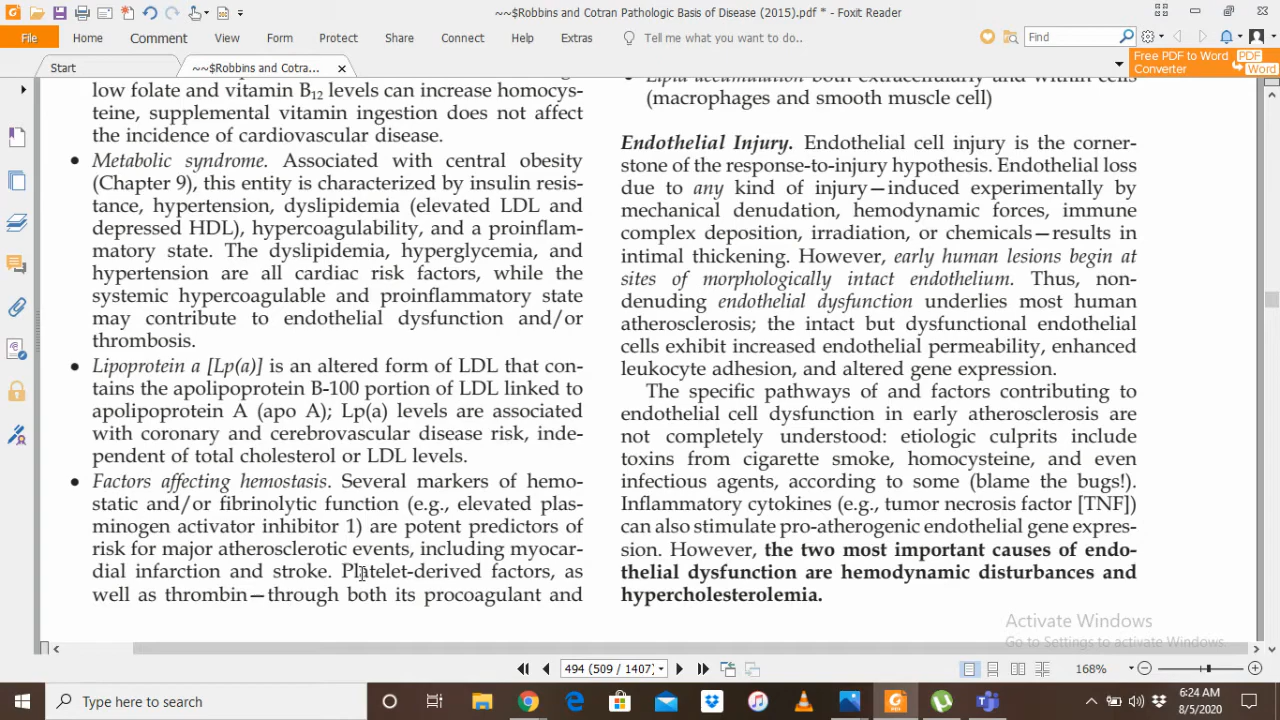 ~~$Robbins and Cotran Pathologic Basis of Disease (2015).pdf * - Foxit Reader
File Home Comment View Form Protect Share Connect Help Extras Tell me what you want to do.. Find
Free PDF to Word Converter PDF Word
Start ~~$Robbins and Cotra...
low folate and vitamin B12 levels can increase homocys-
teine, supplemental vitamin ingestion does not affect
the incidence of cardiovascular disease.
• Metabolic syndrome. Associated with central obesity
(Chapter 9), this entity is characterized by insulin resis-
tance, hypertension, dyslipidemia (elevated LDL and
depressed HDL), hypercoagulability, and a proinflam-
matory state. The dyslipidemia, hyperglycemia, and
hypertension are all cardiac risk factors, while the
systemic hypercoagulable and proinflammatory state
may contribute to endothelial dysfunction and/or
thrombosis.
• Lipoprotein a [Lp(a)] is an altered form of LDL that con-
tains the apolipoprotein B-100 portion of LDL linked to
apolipoprotein A (apo A); Lp(a) levels are associated
with coronary and cerebrovascular disease risk, inde-
pendent of total cholesterol or LDL levels.
• Factors affecting hemostasis. Several markers of hemo-
static and/or fibrinolytic function (e.g., elevated plas-
minogen activator inhibitor 1) are potent predictors of
risk for major atherosclerotic events, including myocar-
dial infarction and stroke. Platelet-derived factors, as
well as thrombin—through both its procoagulant and
• Lipid accumulation both extracellularly and within cells
(macrophages and smooth muscle cell)
Endothelial Injury. Endothelial cell injury is the corner-
stone of the response-to-injury hypothesis. Endothelial loss
due to any kind of injury—induced experimentally by
mechanical denudation, hemodynamic forces, immune
complex deposition, irradiation, or chemicals—results in
intimal thickening. However, early human lesions begin at
sites of morphologically intact endothelium. Thus, non-
denuding endothelial dysfunction underlies most human
atherosclerosis; the intact but dysfunctional endothelial
cells exhibit increased endothelial permeability, enhanced
leukocyte adhesion, and altered gene expression.
The specific pathways of and factors contributing to
endothelial cell dysfunction in early atherosclerosis are
not completely understood: etiologic culprits include
toxins from cigarette smoke, homocysteine, and even
infectious agents, according to some (blame the bugs!).
Inflammatory cytokines (e.g., tumor necrosis factor [TNF])
can also stimulate pro-atherogenic endothelial gene expres-
sion. However, the two most important causes of endo-
thelial dysfunction are hemodynamic disturbances and
hypercholesterolemia.
Activate Windows
Go to Settings to activate Windows.
494 (509 / 1407) 168%
Type here to search
6:24 AM
8/5/2020